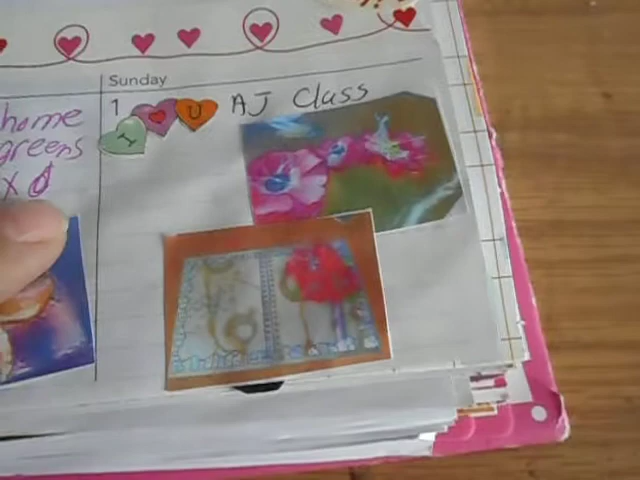 Sunday
1 I ♥ U AJ Class
home
greens
X